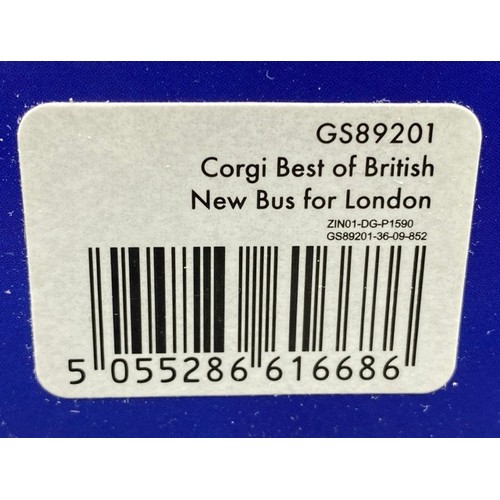 GS89201
Corgi Best of British
New Bus for London
ZIN01-DG-P1590
GS89201-36-09-852
5 055286 616686